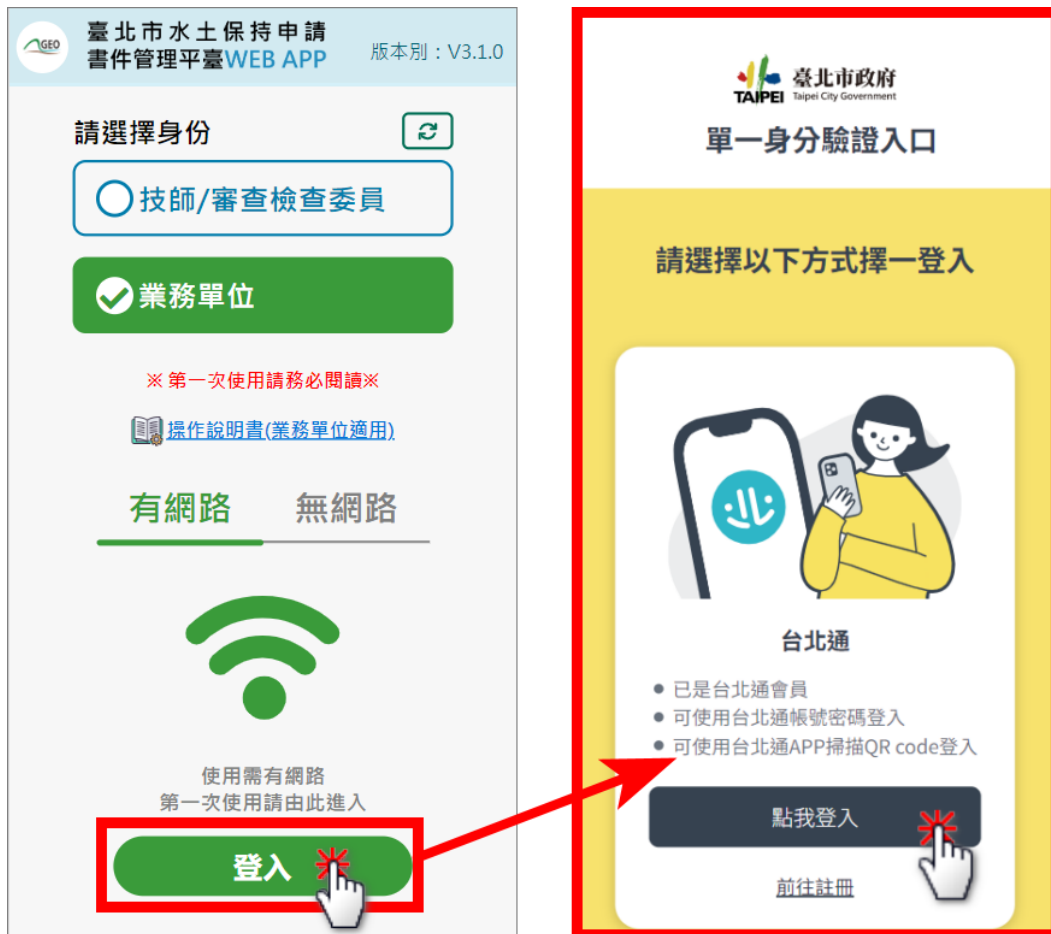 GEO
臺北市水土保持申請
書件管理平臺WEB APP
版本別：V3.1.0
請選擇身份
技師/審查檢查委員
業務單位
※第一次使用請務必閱讀※
操作說明書(業務單位適用)
有網路
無網路
使用需有網路
第一次使用請由此進入
登入
TAIPEI
臺北市政府
Taipei City Government
單一身分驗證入口
請選擇以下方式擇一登入
台北通
已是台北通會員
可使用台北通帳號密碼登入
可使用台北通APP掃描QR code登入
點我登入
前往註冊